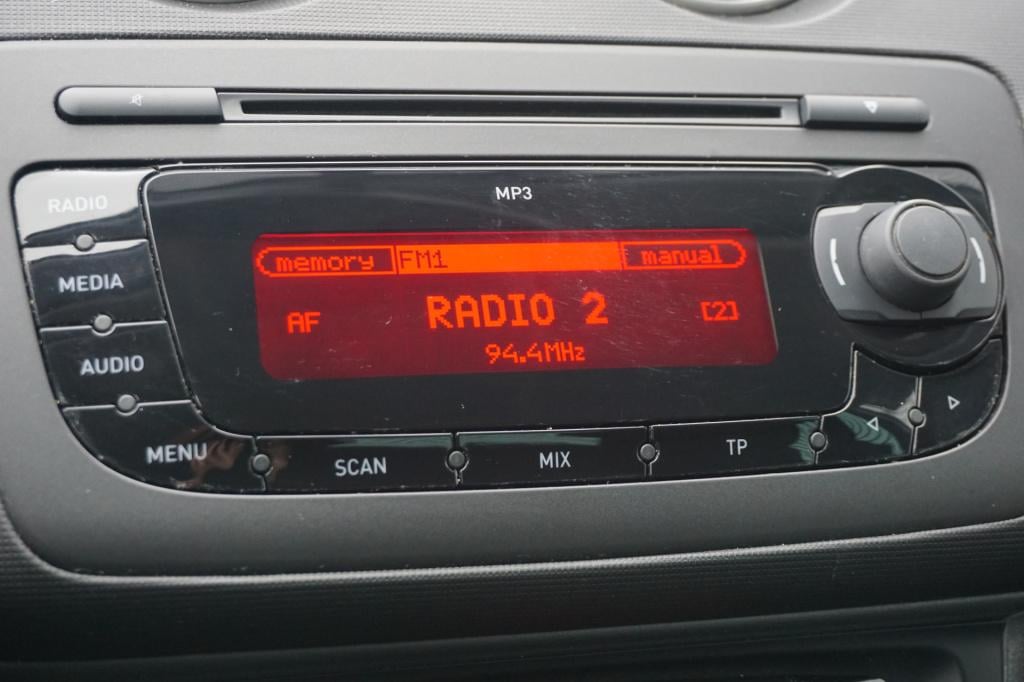 MP3
RADIO
MEDIA
AUDIO
MENU
memory FM1 manual
AF RADIO 2 [2]
94.4MHz
SCAN MIX TP